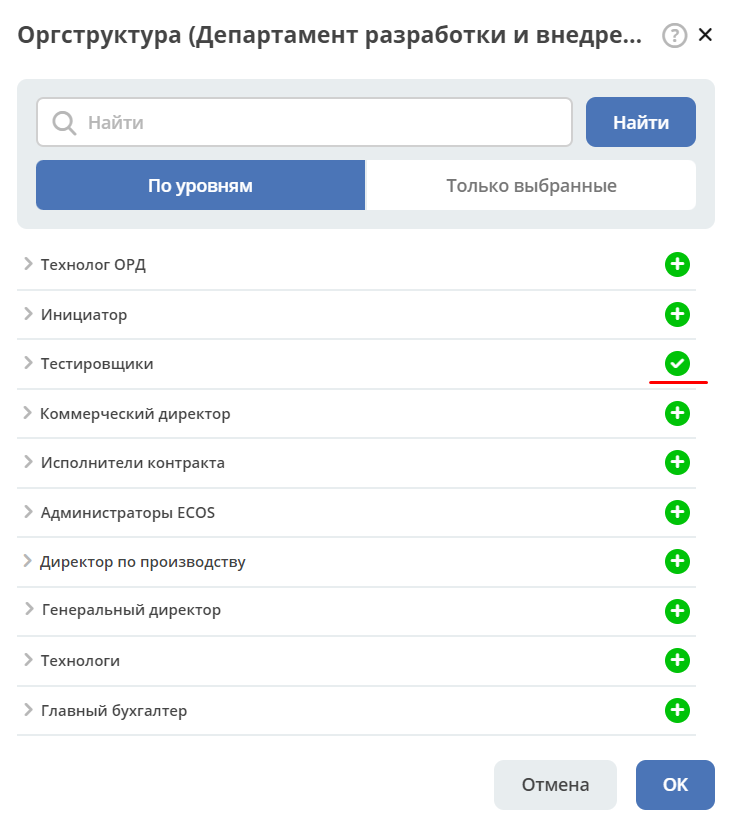 Оргструктура (Департамент разработки и внедре...
?
Найти
Найти
По уровням
Только выбранные
Технолог ОРД
Инициатор
Тестировщики
Коммерческий директор
Исполнители контракта
Администраторы ECOS
Директор по производству
Генеральный директор
Технологи
Главный бухгалтер
Отмена
ОК